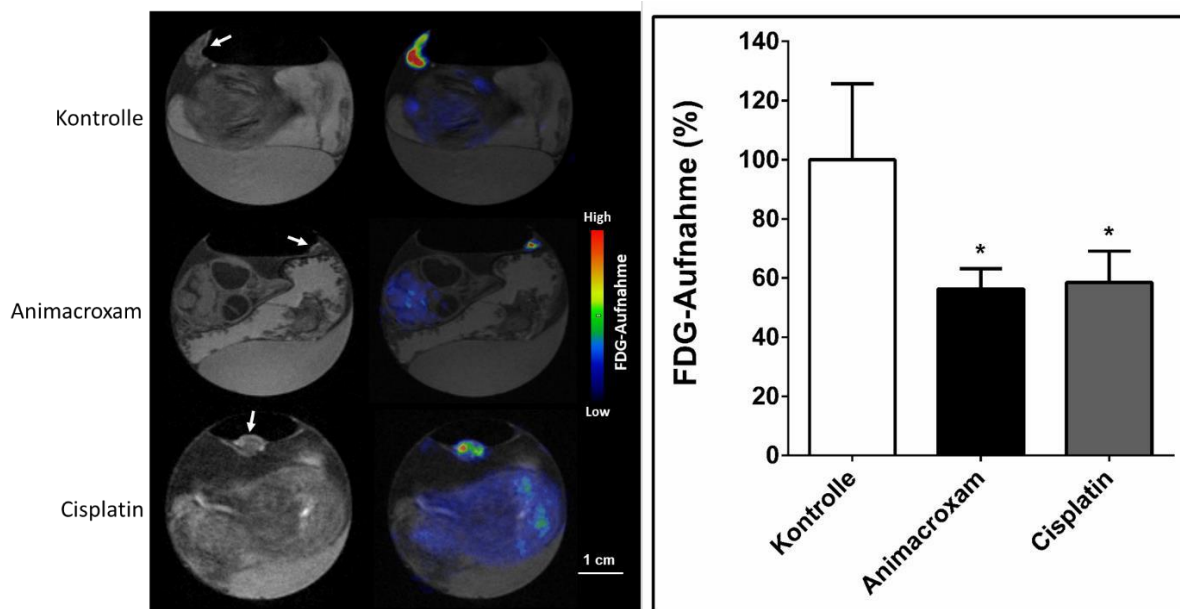 Kontrolle
Animacroxam
Cisplatin
High
FDG-Aufnahme
Low
1 cm
FDG-Aufnahme (%)
140
120
100
80
60
40
20
0
*
*
Kontrolle
Animacroxam
Cisplatin